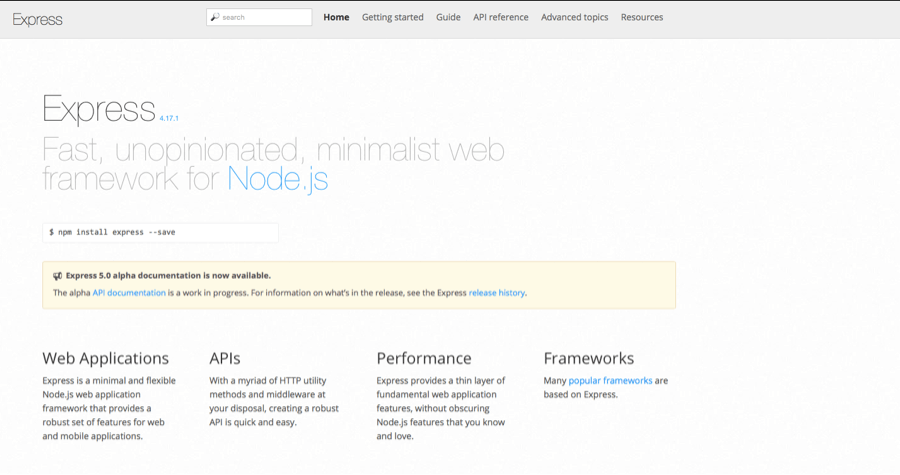 Express
search
Home Getting started Guide API reference Advanced topics Resources
Express 4.17.1
Fast, unopinionated, minimalist web
framework for Node.js
$ npm install express --save
Express 5.0 alpha documentation is now available.
The alpha API documentation is a work in progress. For information on what's in the release, see the Express release history.
Web Applications
Express is a minimal and flexible
Node.js web application
framework that provides a
robust set of features for web
and mobile applications.
APIs
With a myriad of HTTP utility
methods and middleware at
your disposal, creating a robust
API is quick and easy.
Performance
Express provides a thin layer of
fundamental web application
features, without obscuring
Node.js features that you know
and love.
Frameworks
Many popular frameworks are
based on Express.